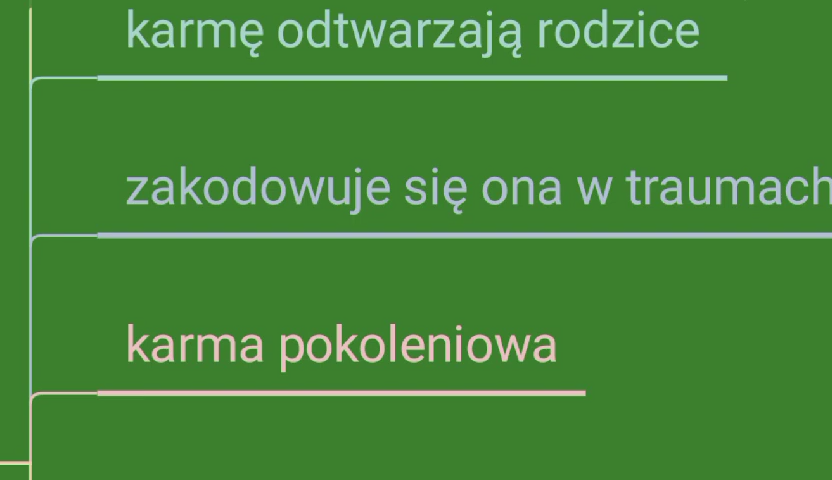 karmę odtwarzają rodzice
zakodowuje się ona w traumach
karma pokoleniowa